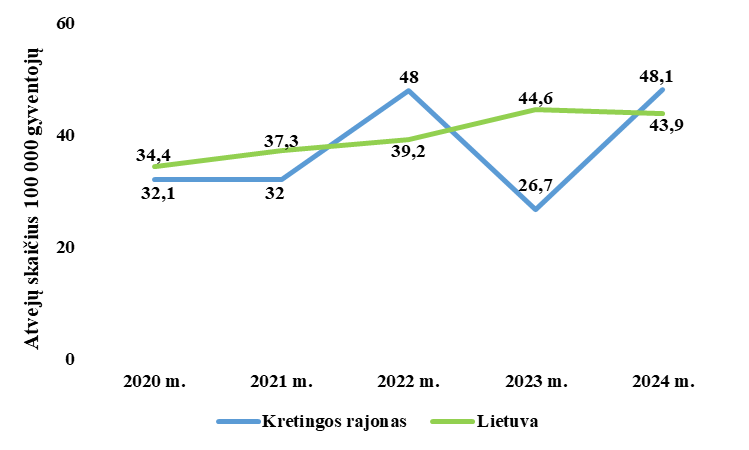 Atvejų skaičius 100 000 gyventojų
60
40
20
0
34,4
37,3
39,2
44,6
43,9
32,1
32
48
26,7
48,1
2020 m.
2021 m.
2022 m.
2023 m.
2024 m.
Kretingos rajonas
Lietuva